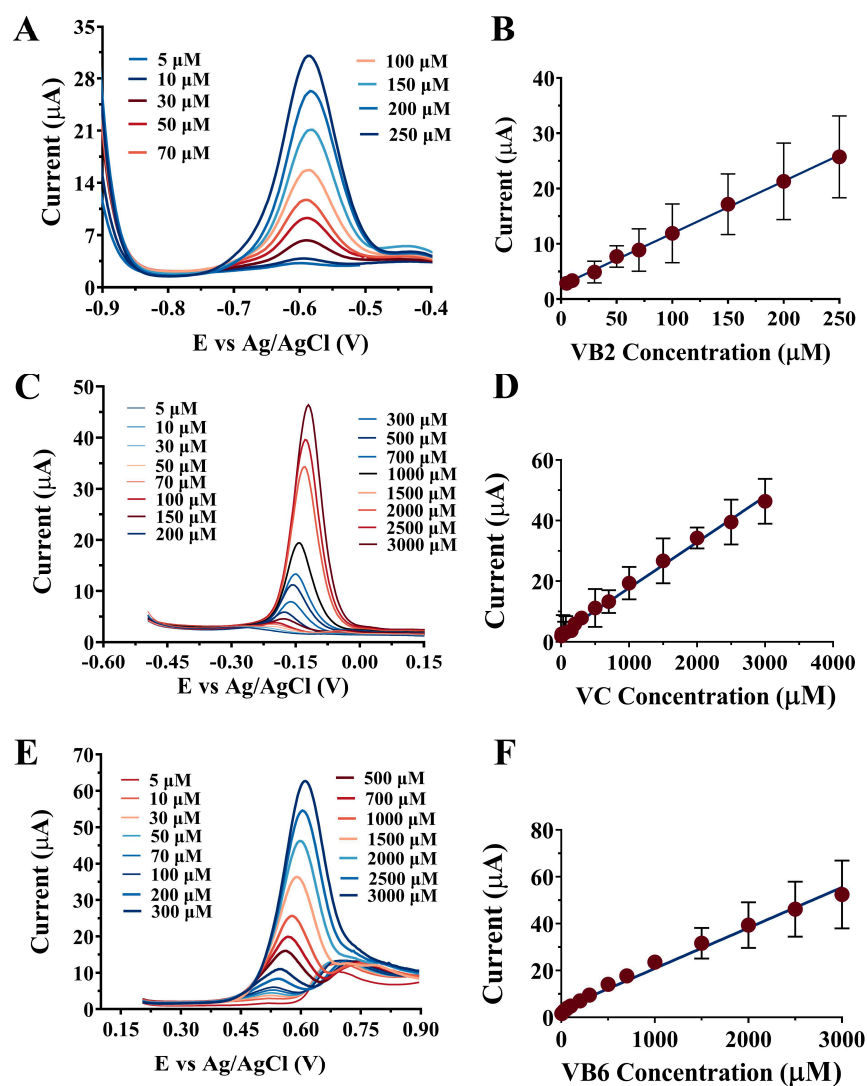 A
35
28
21
14
7
0
Current (µA)
5 µM
10 µM
30 µM
50 µM
70 µM
100 µM
150 µM
200 µM
250 µM
-0.9
-0.8
-0.7
-0.6
-0.5
-0.4
E vs Ag/AgCl (V)
B
40
30
20
10
0
Current (µA)
0
50
100
150
200
250
VB2 Concentration (µM)
C
50
40
30
20
10
0
Current (µA)
5 µM
10 µM
30 µM
50 µM
70 µM
100 µM
150 µM
200 µM
300 µM
500 µM
700 µM
1000 µM
1500 µM
2000 µM
2500 µM
3000 µM
-0.60
-0.45
-0.30
-0.15
0.00
0.15
E vs Ag/AgCl (V)
D
60
40
20
0
Current (µA)
0
1000
2000
3000
4000
VC Concentration (µM)
E
70
60
50
40
30
20
10
0
Current (µA)
5 µM
10 µM
30 µM
50 µM
70 µM
100 µM
200 µM
300 µM
500 µM
700 µM
1000 µM
1500 µM
2000 µM
2500 µM
3000 µM
0.15
0.30
0.45
0.60
0.75
0.90
E vs Ag/AgCl (V)
F
80
60
40
20
0
Current (µA)
0
1000
2000
3000
VB6 Concentration (µM)